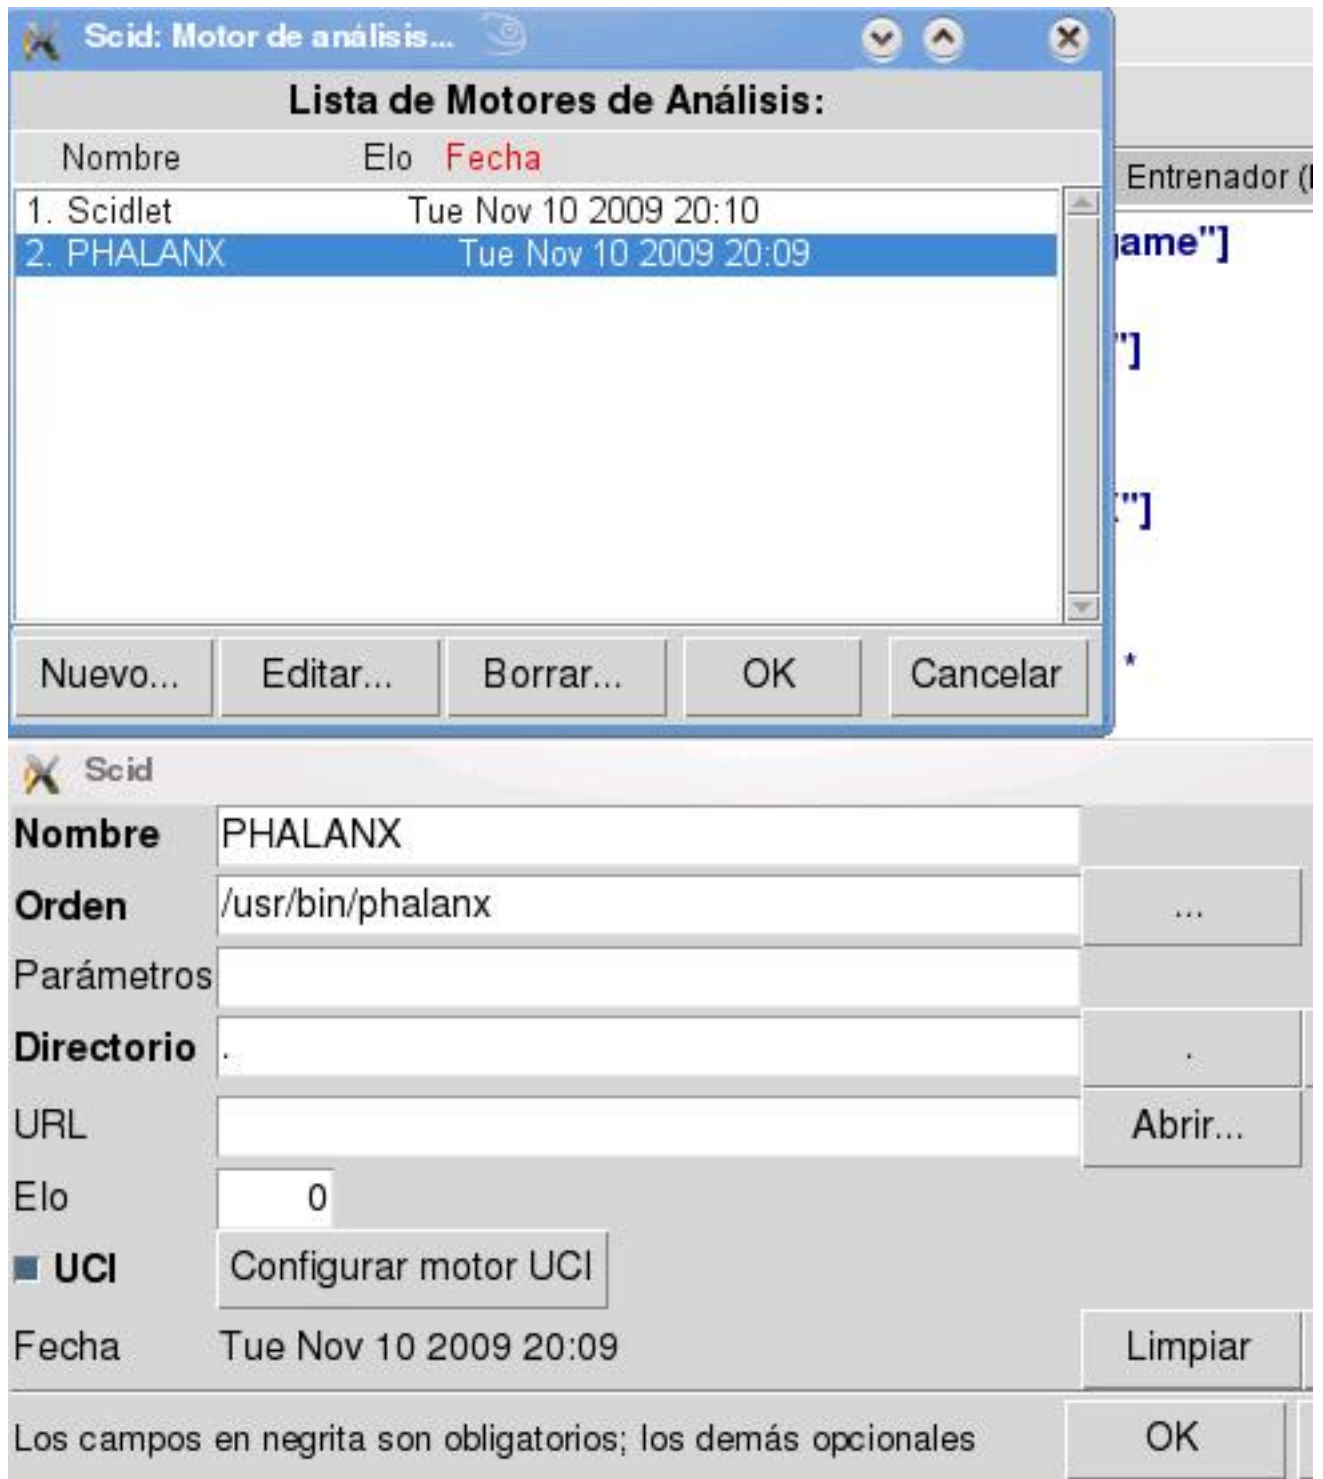 Scid: Motor de análisis...
Lista de Motores de Análisis:
Nombre Elo Fecha
Entrenador (
1. Scidlet Tue Nov 10 2009 20:10
2. PHALANX Tue Nov 10 2009 20:09
ame"]
"]
"]
Nuevo... Editar... Borrar... OK Cancelar
*
Scid
Nombre PHALANX
Orden /usr/bin/phalanx ...
Parámetros
Directorio . .
URL Abrir...
Elo 0
UCI Configurar motor UCI
Fecha Tue Nov 10 2009 20:09 Limpiar
Los campos en negrita son obligatorios; los demás opcionales OK